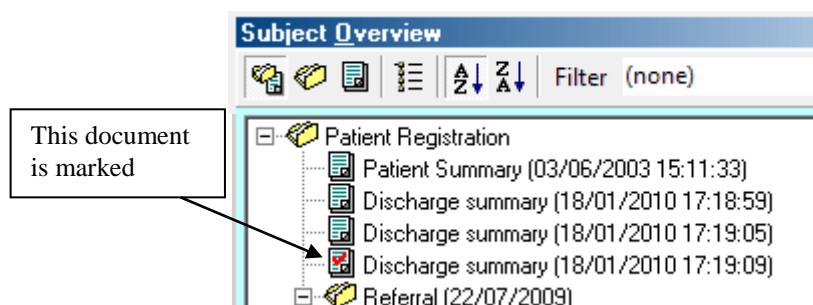 Subject Overview
Filter (none)
This document
is marked
Patient Registration
Patient Summary (03/06/2003 15:11:33)
Discharge summary (18/01/2010 17:18:59)
Discharge summary (18/01/2010 17:19:05)
Discharge summary (18/01/2010 17:19:09)
Referral (22/07/2009)